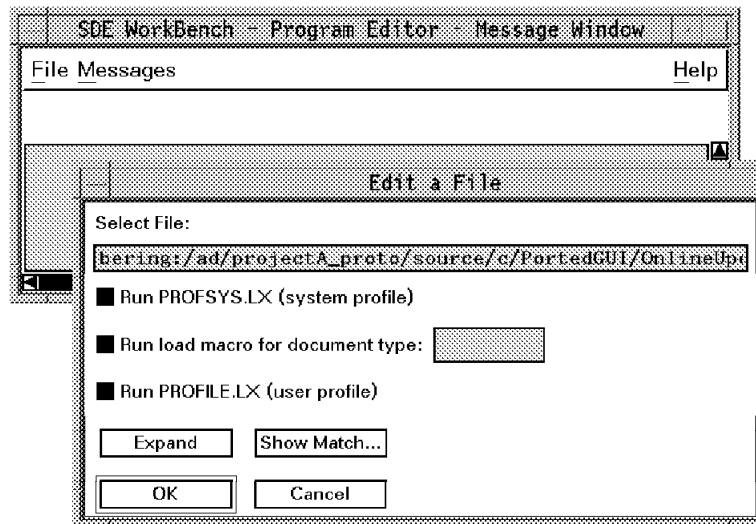 SDE WorkBench - Program Editor - Message Window
File Messages Help
Edit a File
Select File:
bering:/ad/projectA_proto/source/c/PortedGUI/OnlineUpd
Run PROFSYS.LX (system profile)
Run load macro for document type:
Run PROFILE.LX (user profile)
Expand Show Match...
OK Cancel